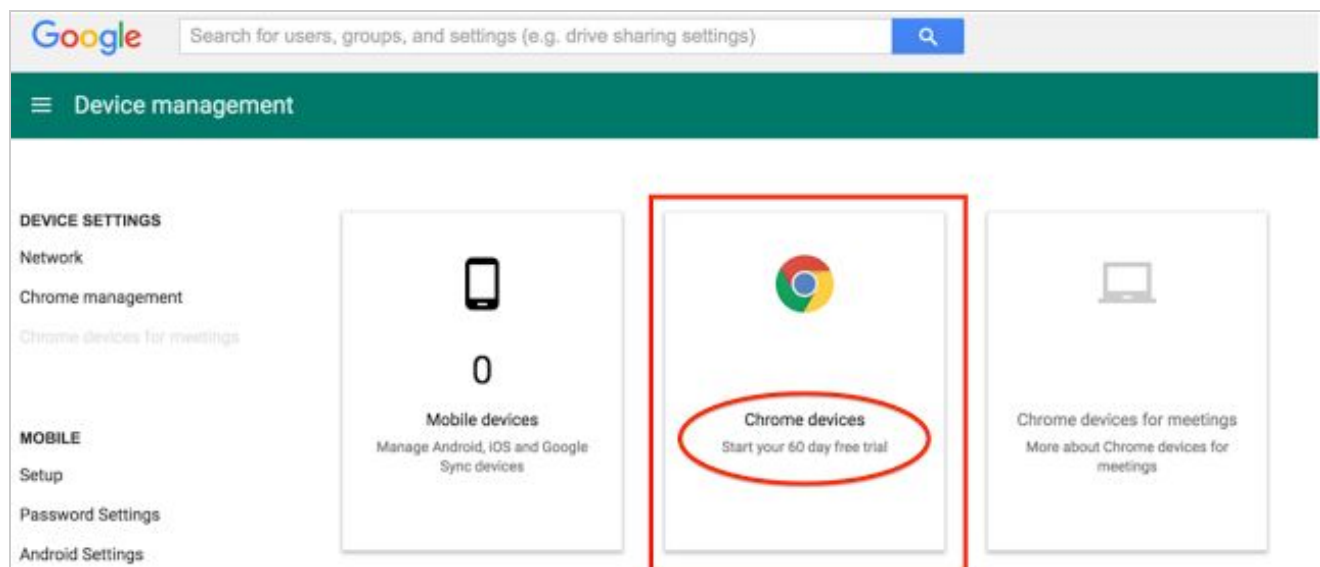 Google
Search for users, groups, and settings (e.g. drive sharing settings)
Device management
DEVICE SETTINGS
Network
Chrome management
Chrome devices for meetings
MOBILE
Setup
Password Settings
Android Settings
0
Mobile devices
Manage Android, iOS and Google
Sync devices
Chrome devices
Start your 60 day free trial
Chrome devices for meetings
More about Chrome devices for
meetings